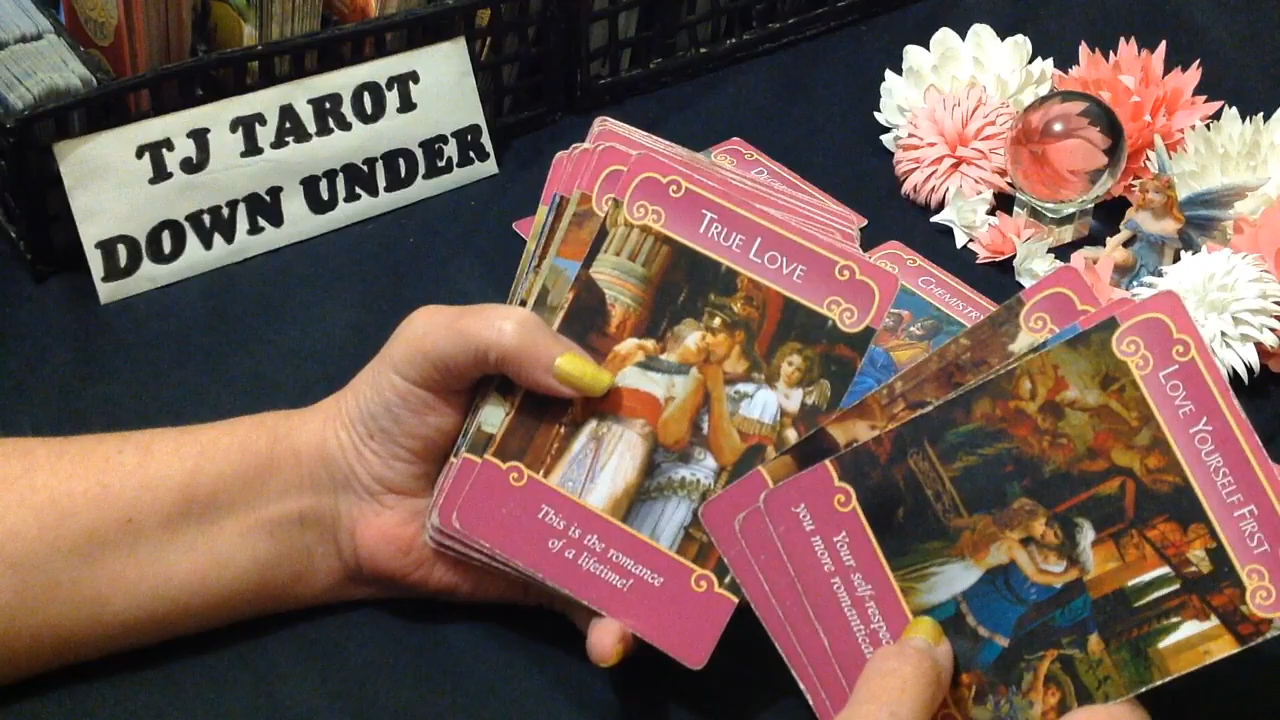 TJ TAROT
DOWN UNDER
TRUE LOVE
This is the romance
of a lifetime!
CHEMISTRY
LOVE YOURSELF FIRST
Your self-respec
you more romantica